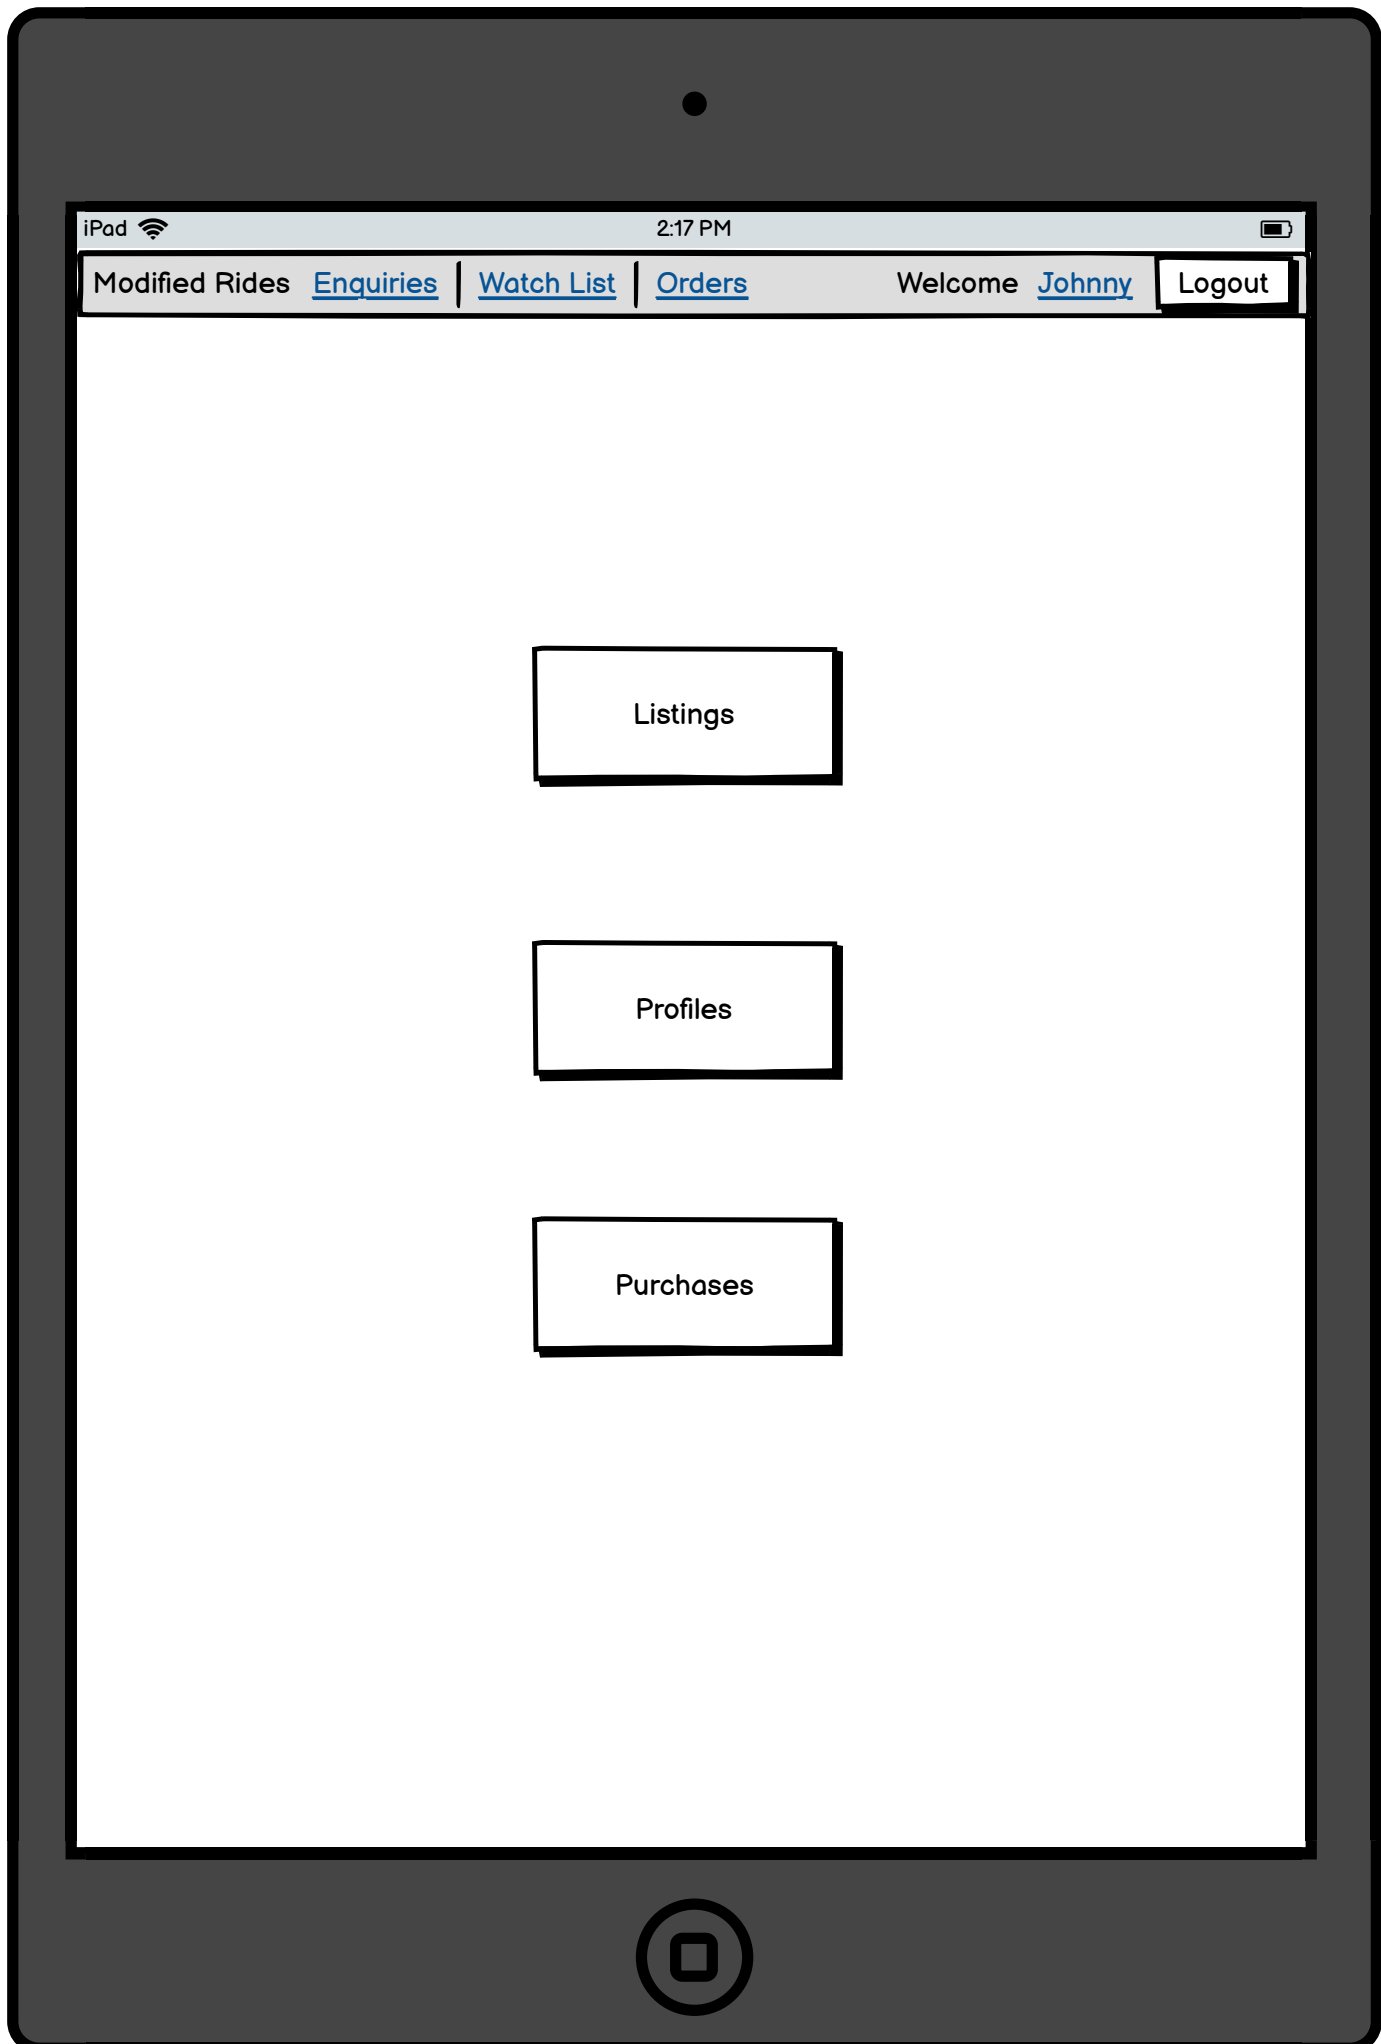 iPad 2:17 PM
Modified Rides Enquiries Watch List Orders Welcome Johnny Logout
Listings
Profiles
Purchases